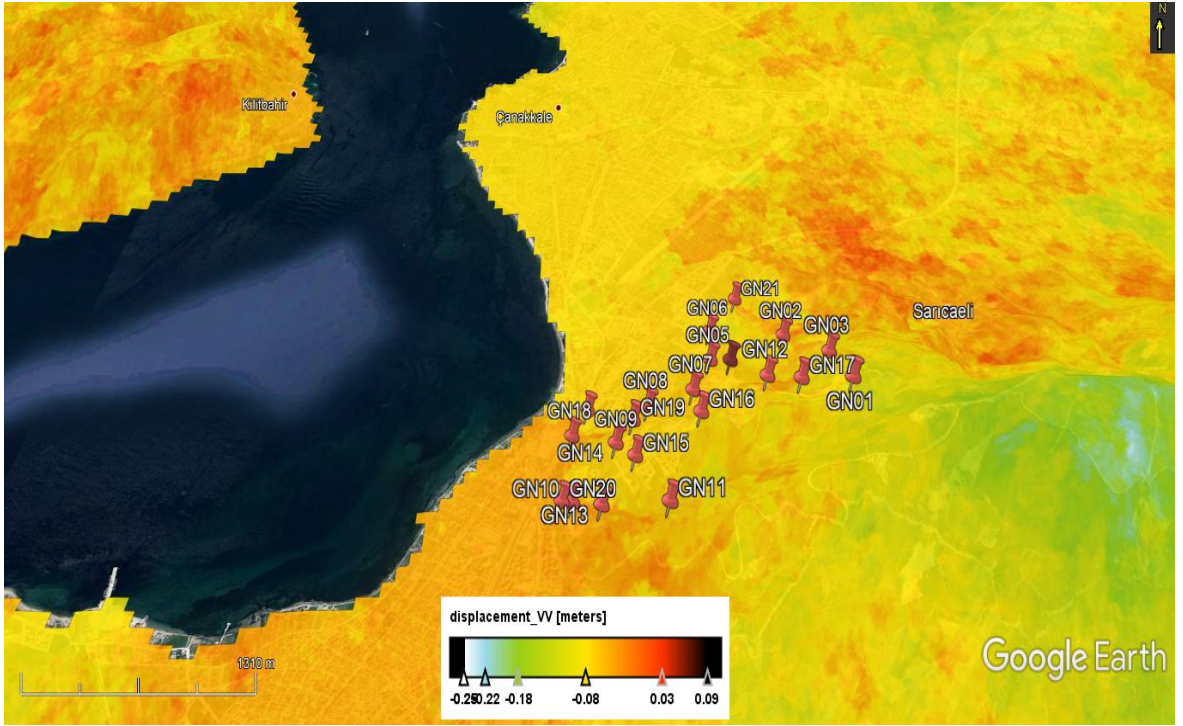 N
Kilitbahir
Çanakkale
GN21
GN06
GN02
Sarıcaeli
GN05
GN03
GN12
GN07
GN17
GN08
GN01
GN18
GN09
GN19
GN16
GN14
GN15
GN10
GN20
GN11
GN13
displacement_VV [meters]
-0.25
-0.22
-0.18
-0.08
0.03
0.09
1310 m
Google Earth